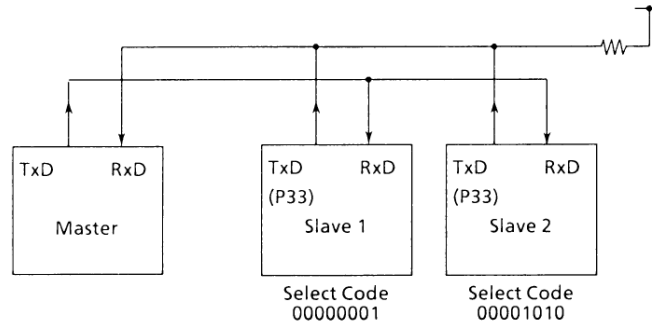 TxD RxD
Master
TxD RxD
(P33)
Slave 1
TxD RxD
(P33)
Slave 2
Select Code
00000001
Select Code
00001010